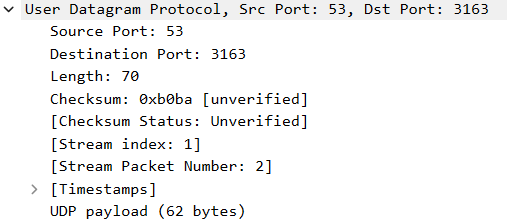 User Datagram Protocol, Src Port: 53, Dst Port: 3163
Source Port: 53
Destination Port: 3163
Length: 70
Checksum: 0xb0ba [unverified]
[Checksum Status: Unverified]
[Stream index: 1]
[Stream Packet Number: 2]
[Timestamps]
UDP payload (62 bytes)